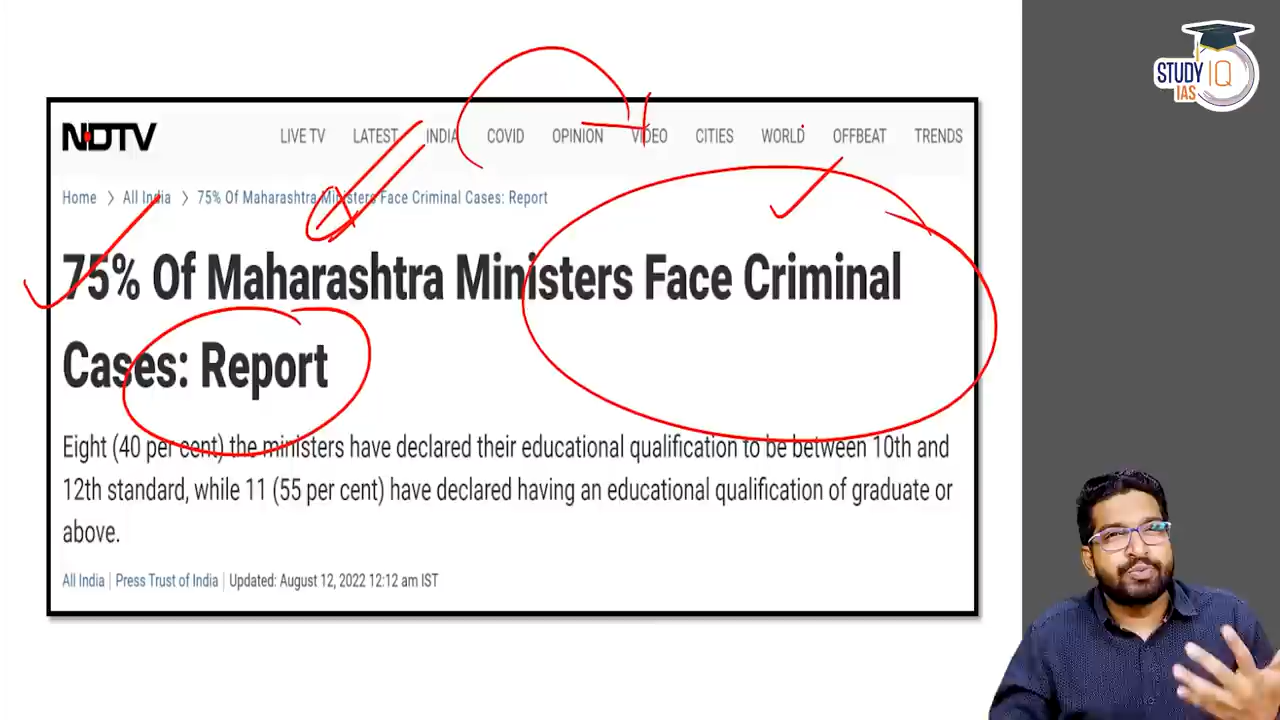 STUDY IQ
IAS
NDTV
LIVE TV LATEST INDIA COVID OPINION VIDEO CITIES WORLD OFFBEAT TRENDS
Home > All India > 75% Of Maharashtra Ministers Face Criminal Cases: Report
75% Of Maharashtra Ministers Face Criminal
Cases: Report
Eight (40 per cent) the ministers have declared their educational qualification to be between 10th and
12th standard, while 11 (55 per cent) have declared having an educational qualification of graduate or
above.
All India | Press Trust of India | Updated: August 12, 2022 12:12 am IST